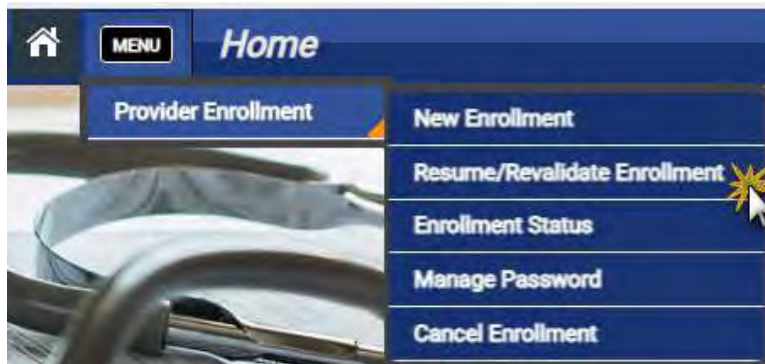 MENU
Home
Provider Enrollment
New Enrollment
Resume/Revalidate Enrollment
Enrollment Status
Manage Password
Cancel Enrollment